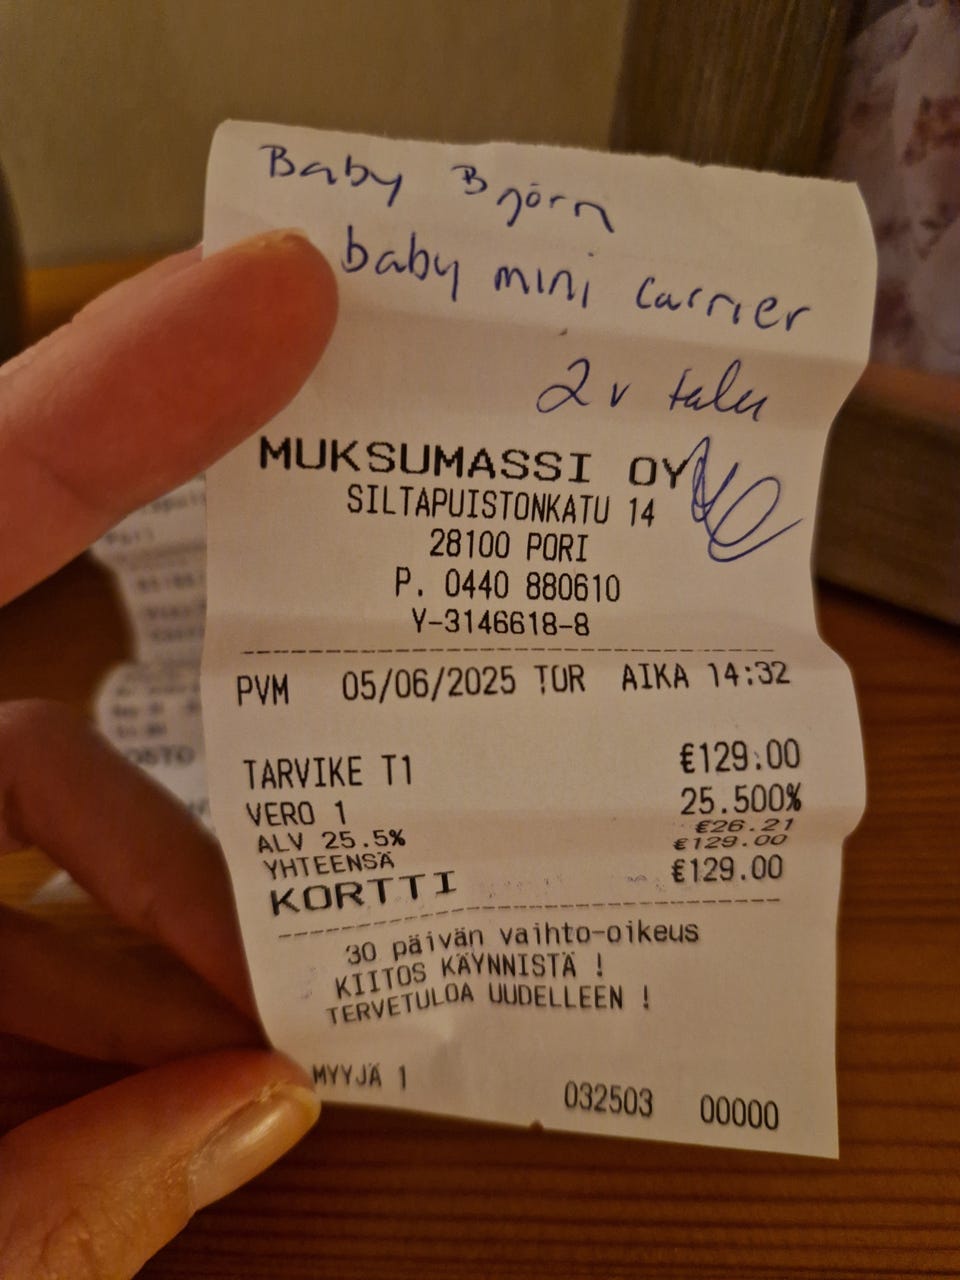 Baby Björn
baby mini carrier
2 v takuu
MUKSUMASSI OY
SILTAPUISTONKATU 14
28100 PORI
P. 0440 880610
Y-3146618-8
PVM 05/06/2025 TOR AIKA 14:32
TARVIKE T1 €129.00
VERO 1 25.500%
ALV 25.5% €26.21
YHTEENSÄ €129.00
KORTTI €129.00
30 päivän vaihto-oikeus
KIITOS KÄYNNISTÄ !
TERVETULOA UUDELLEEN !
MYYJÄ 1 032503 00000